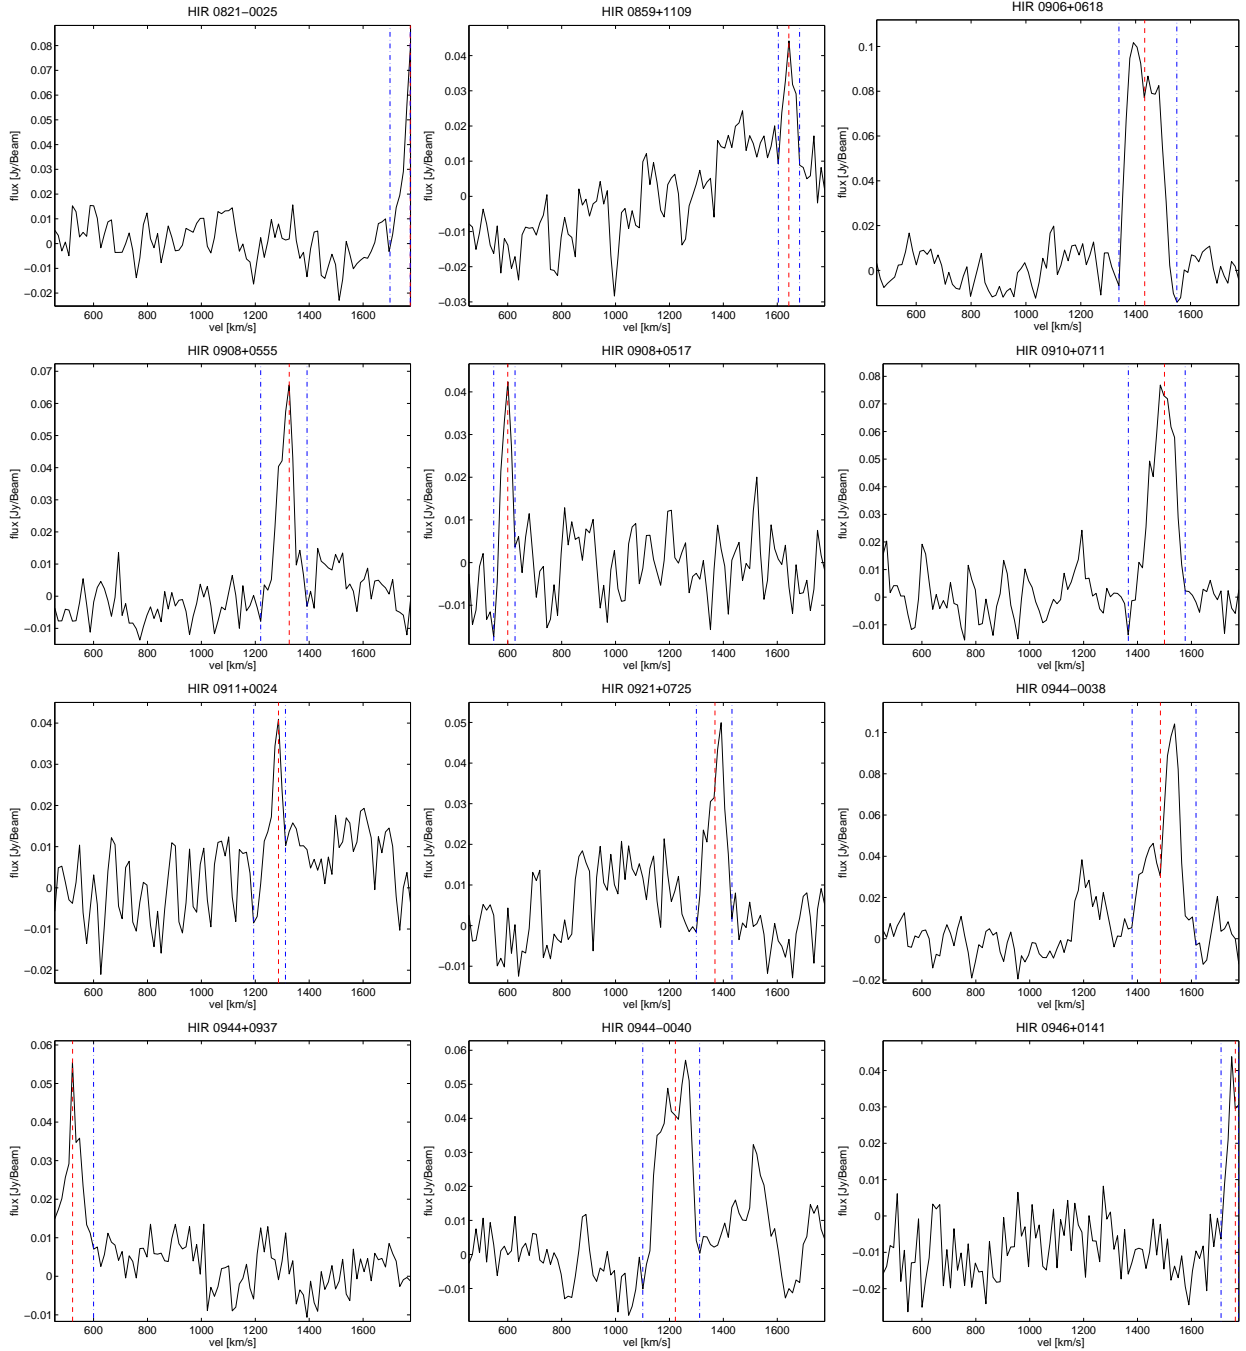 HIR 0821−0025
0.08
0.07
0.06
0.05
0.04
0.03
0.02
0.01
0
−0.01
−0.02
flux [Jy/Beam]
600 800 1000 1200 1400 1600
vel [km/s]
HIR 0859+1109
0.04
0.03
0.02
0.01
0
−0.01
−0.02
−0.03
flux [Jy/Beam]
600 800 1000 1200 1400 1600
vel [km/s]
HIR 0906+0618
0.1
0.08
0.06
0.04
0.02
0
flux [Jy/Beam]
600 800 1000 1200 1400 1600
vel [km/s]
HIR 0908+0555
0.07
0.06
0.05
0.04
0.03
0.02
0.01
0
−0.01
flux [Jy/Beam]
600 800 1000 1200 1400 1600
vel [km/s]
HIR 0908+0517
0.04
0.03
0.02
0.01
0
−0.01
flux [Jy/Beam]
600 800 1000 1200 1400 1600
vel [km/s]
HIR 0910+0711
0.08
0.07
0.06
0.05
0.04
0.03
0.02
0.01
0
−0.01
flux [Jy/Beam]
600 800 1000 1200 1400 1600
vel [km/s]
HIR 0911+0024
0.04
0.03
0.02
0.01
0
−0.01
−0.02
flux [Jy/Beam]
600 800 1000 1200 1400 1600
vel [km/s]
HIR 0921+0725
0.05
0.04
0.03
0.02
0.01
0
−0.01
flux [Jy/Beam]
600 800 1000 1200 1400 1600
vel [km/s]
HIR 0944−0038
0.1
0.08
0.06
0.04
0.02
0
−0.02
flux [Jy/Beam]
600 800 1000 1200 1400 1600
vel [km/s]
HIR 0944+0937
0.06
0.05
0.04
0.03
0.02
0.01
0
−0.01
flux [Jy/Beam]
600 800 1000 1200 1400 1600
vel [km/s]
HIR 0944−0040
0.06
0.05
0.04
0.03
0.02
0.01
0
−0.01
flux [Jy/Beam]
600 800 1000 1200 1400 1600
vel [km/s]
HIR 0946+0141
0.04
0.03
0.02
0.01
0
−0.01
−0.02
flux [Jy/Beam]
600 800 1000 1200 1400 1600
vel [km/s]